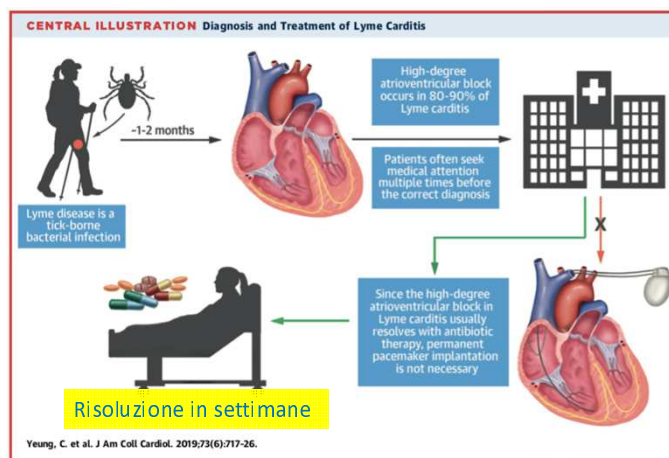 CENTRAL ILLUSTRATION Diagnosis and Treatment of Lyme Carditis
High-degree
atrioventricular block
occurs in 80-90% of
Lyme carditis
~1-2 months
Patients often seek
medical attention
multiple times before
the correct diagnosis
Lyme disease is a
tick-borne
bacterial infection
X
Since the high-degree
atrioventricular block in
Lyme carditis usually
resolves with antibiotic
therapy, permanent
pacemaker implantation
is not necessary
Risoluzione in settimane
Yeung, C. et al. J Am Coll Cardiol. 2019;73(6):717-26.